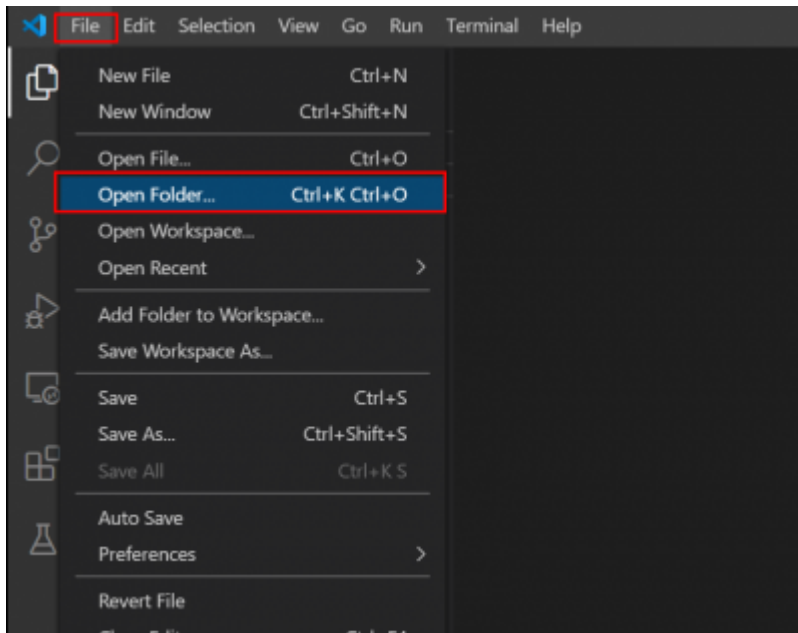 File Edit Selection View Go Run Terminal Help
New File Ctrl+N
New Window Ctrl+Shift+N
Open File... Ctrl+O
Open Folder... Ctrl+K Ctrl+O
Open Workspace...
Open Recent
Add Folder to Workspace...
Save Workspace As...
Save Ctrl+S
Save As... Ctrl+Shift+S
Save All Ctrl+K S
Auto Save
Preferences
Revert File